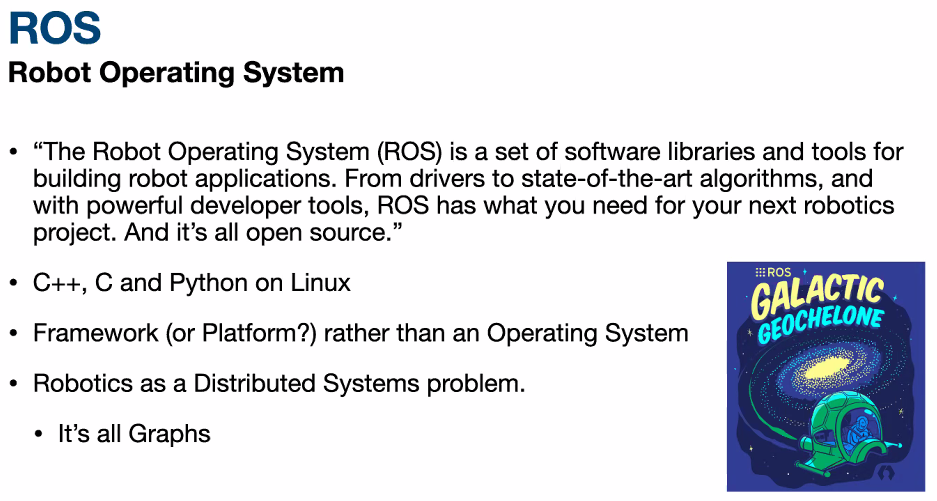 ROS
Robot Operating System
• “The Robot Operating System (ROS) is a set of software libraries and tools for
building robot applications. From drivers to state-of-the-art algorithms, and
with powerful developer tools, ROS has what you need for your next robotics
project. And it’s all open source.”
• C++, C and Python on Linux
• Framework (or Platform?) rather than an Operating System
• Robotics as a Distributed Systems problem.
• It’s all Graphs
ROS
GALACTIC
GEOCHELONE